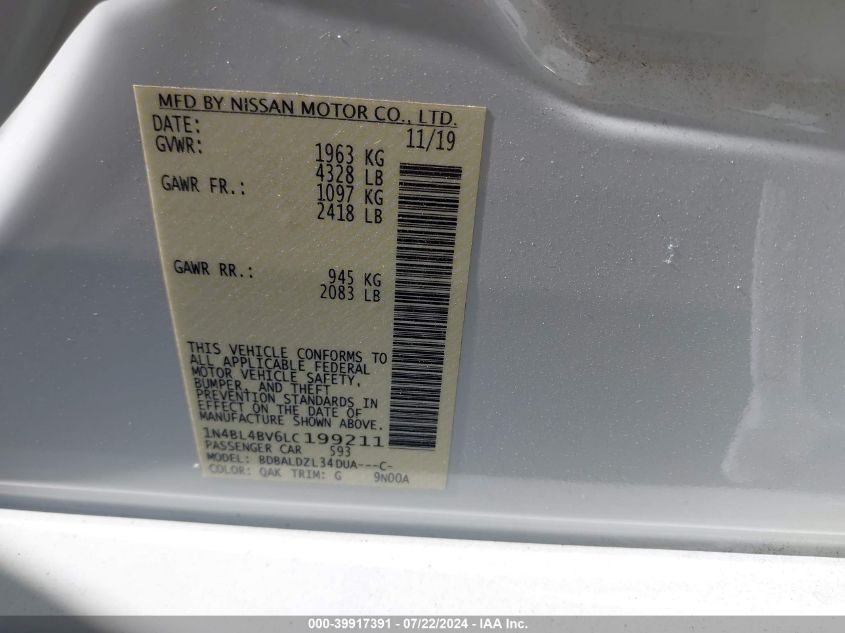 MFD BY NISSAN MOTOR CO., LTD.
DATE: 11/19
GVWR: 1963 KG
4328 LB
GAWR FR.: 1097 KG
2418 LB
GAWR RR.: 945 KG
2083 LB
THIS VEHICLE CONFORMS TO
ALL APPLICABLE FEDERAL
MOTOR VEHICLE SAFETY,
BUMPER, AND THEFT
PREVENTION STANDARDS IN
EFFECT ON THE DATE OF
MANUFACTURE SHOWN ABOVE.
1N4BL4BV6LC199211
PASSENGER CAR 593
MODEL: BDBALDZL34DUA---C-
COLOR: QAK TRIM: G 9N00A
000-39917391 - 07/22/2024 - IAA Inc.